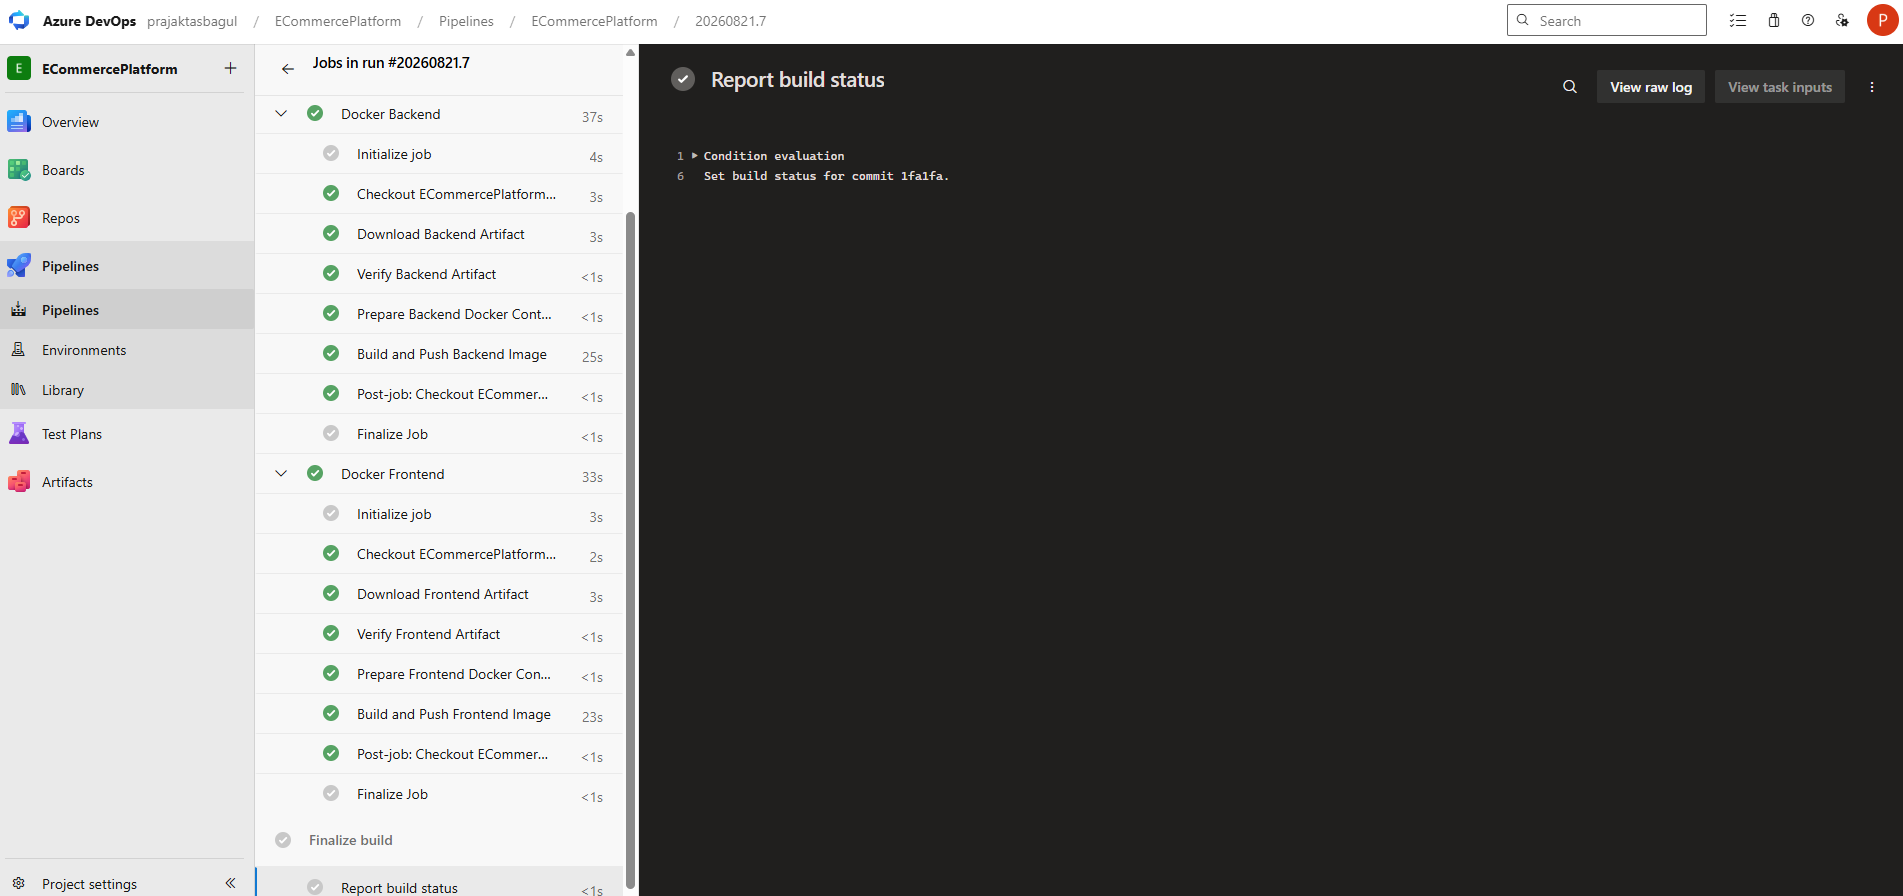 Azure DevOps prajaktasbagul / ECommercePlatform / Pipelines / ECommercePlatform / 20260821.7
Search
P
E ECommercePlatform
Overview
Boards
Repos
Pipelines
Pipelines
Environments
Library
Test Plans
Artifacts
Project settings
Jobs in run #20260821.7
Docker Backend 37s
Initialize job 4s
Checkout ECommercePlatform... 3s
Download Backend Artifact 3s
Verify Backend Artifact <1s
Prepare Backend Docker Cont... <1s
Build and Push Backend Image 25s
Post-job: Checkout ECommer... <1s
Finalize Job <1s
Docker Frontend 33s
Initialize job 3s
Checkout ECommercePlatform... 2s
Download Frontend Artifact 3s
Verify Frontend Artifact <1s
Prepare Frontend Docker Con... <1s
Build and Push Frontend Image 23s
Post-job: Checkout ECommer... <1s
Finalize Job <1s
Finalize build
Report build status <1s
Report build status
View raw log
View task inputs
1 Condition evaluation
6 Set build status for commit 1fa1fa.